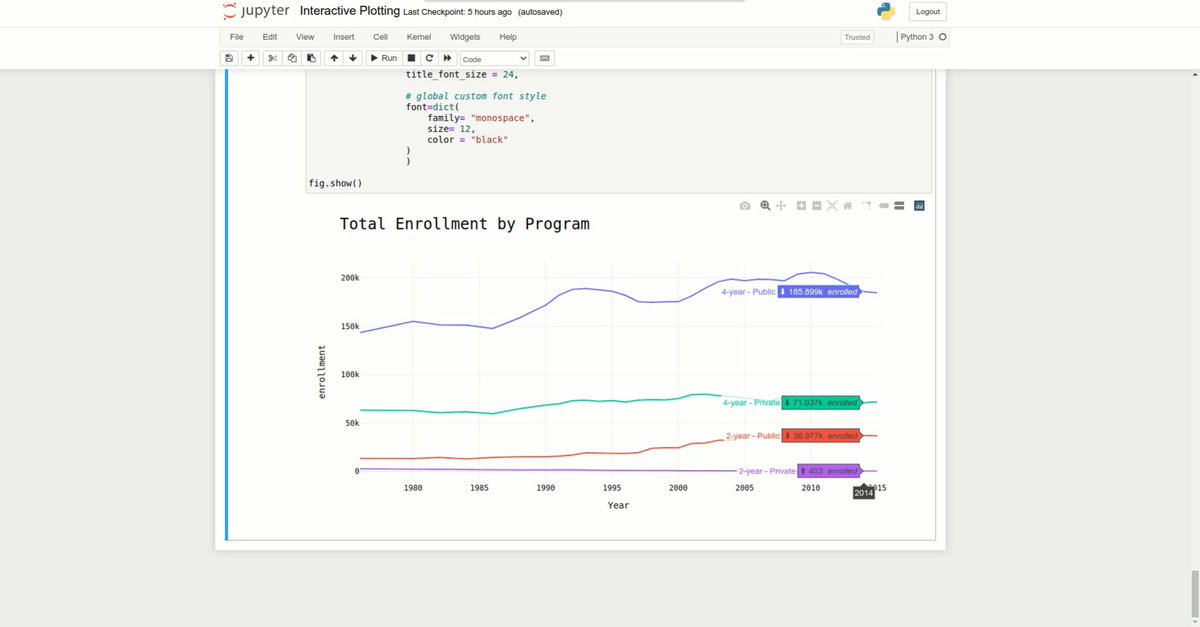 jupyter Interactive Plotting Last Checkpoint: 5 hours ago (autosaved) Logout
File Edit View Insert Cell Kernel Widgets Help Trusted Python 3
Run Code
title_font_size = 24,
# global custom font style
font=dict(
family= "monospace",
size= 12,
color = "black"
)
)
fig.show()
Total Enrollment by Program
200k
4-year - Public ⬇ 185.899k enrolled
150k
enrollment
100k
4-year - Private ⬇ 71.037k enrolled
50k
2-year - Public ⬇ 36.977k enrolled
0
2-year - Private ⬆ 403 enrolled
1980 1985 1990 1995 2000 2005 2010 2015
2014
Year